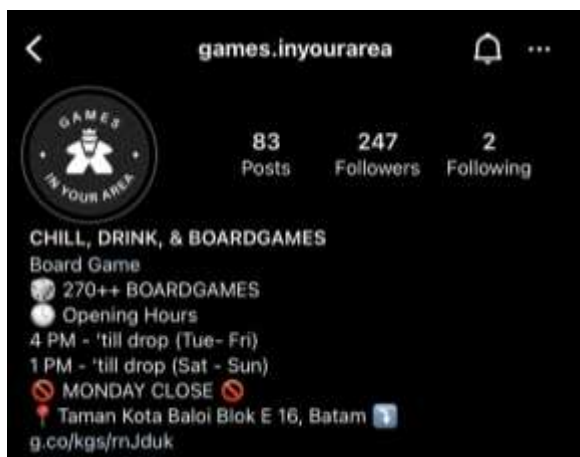 games.inyourarea
GAMES
IN YOUR AREA
83
Posts
247
Followers
2
Following
CHILL, DRINK, & BOARDGAMES
Board Game
270++ BOARDGAMES
Opening Hours
4 PM - 'till drop (Tue- Fri)
1 PM - 'till drop (Sat - Sun)
MONDAY CLOSE
Taman Kota Baloi Blok E 16, Batam
g.co/kgs/rnJduk